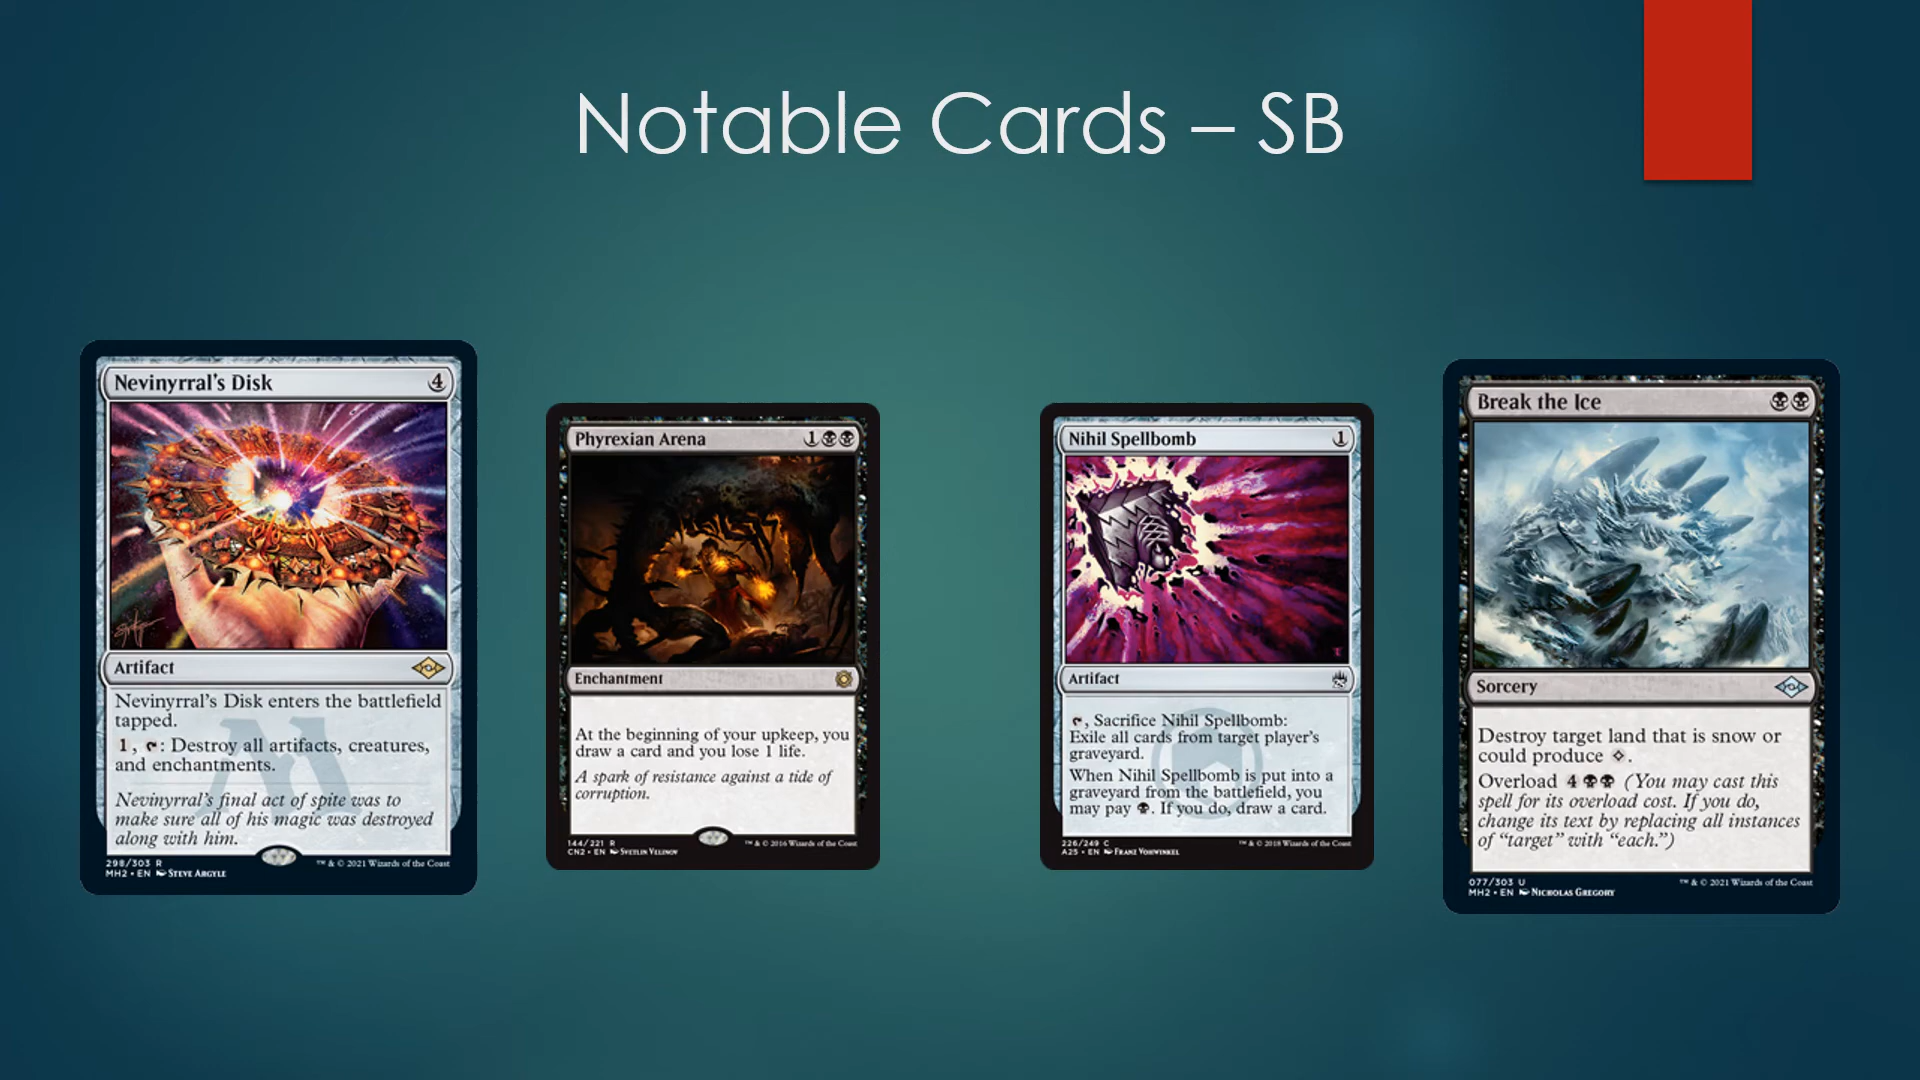 Notable Cards – SB
Nevinyrral's Disk 4
Artifact
Nevinyrral's Disk enters the battlefield
tapped.
1, : Destroy all artifacts, creatures,
and enchantments.
Nevinyrral's final act of spite was to
make sure all of his magic was destroyed
along with him.
298/303 R
MH2 • EN STEVE ARGYLE
™ & © 2021 Wizards of the Coast
Phyrexian Arena 1
Enchantment
At the beginning of your upkeep, you
draw a card and you lose 1 life.
A spark of resistance against a tide of
corruption.
144/221 R
CN2 • EN SVETLIN VELINOV
™ & © 2016 Wizards of the Coast
Nihil Spellbomb 1
Artifact
, Sacrifice Nihil Spellbomb:
Exile all cards from target player's
graveyard.
When Nihil Spellbomb is put into a
graveyard from the battlefield, you
may pay . If you do, draw a card.
226/249 C
A25 • EN FRANZ VOHWINKEL
™ & © 2018 Wizards of the Coast
Break the Ice
Sorcery
Destroy target land that is snow or
could produce .
Overload 4 (You may cast this
spell for its overload cost. If you do,
change its text by replacing all instances
of “target” with “each.”)
077/303 U
MH2 • EN NICHOLAS GREGORY
™ & © 2021 Wizards of the Coast